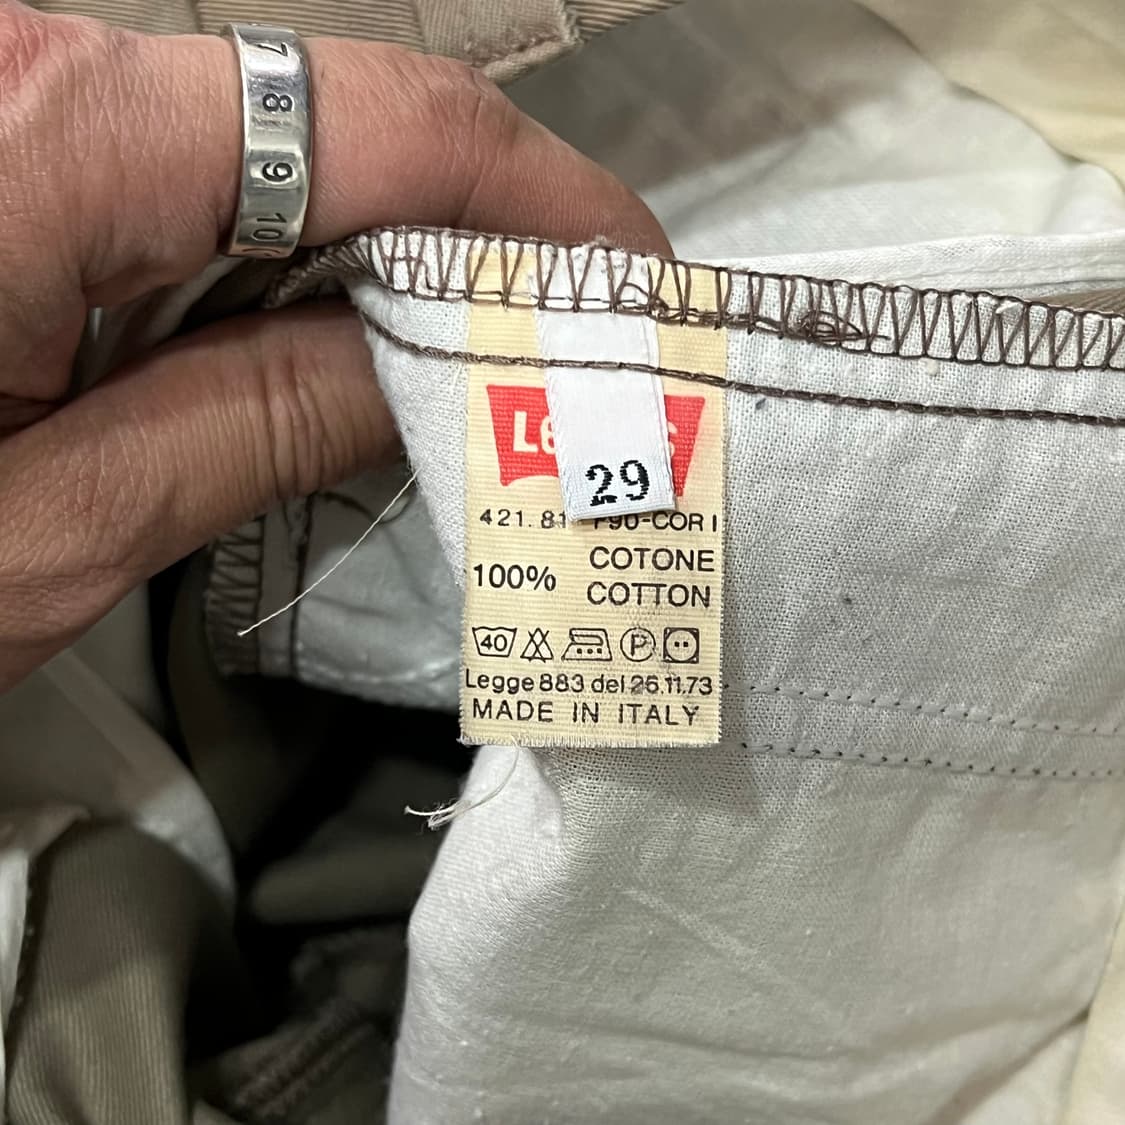 7
8
9
10
Le
29
421.81 F90-COR I
100% COTONE
COTTON
40 P
Legge 883 del 26.11.73
MADE IN ITALY